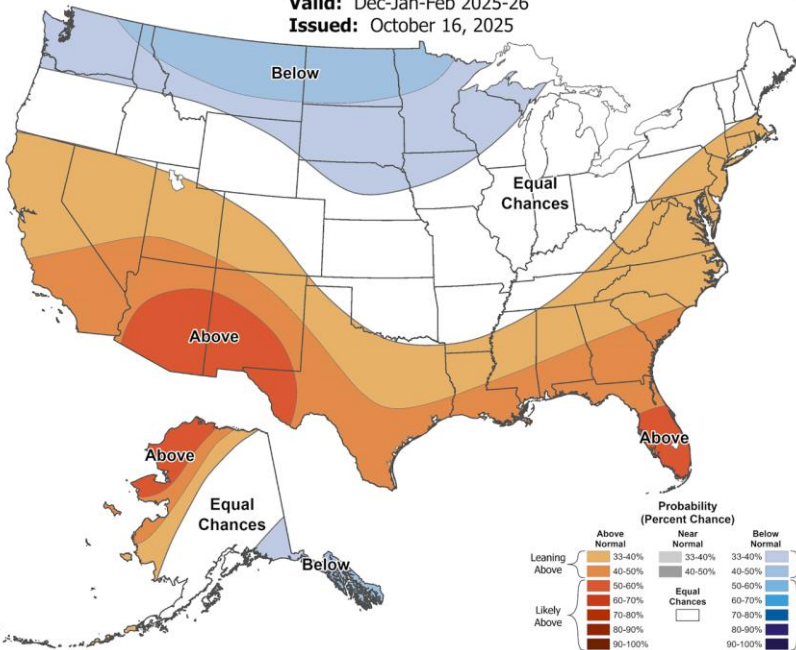 Valid: Dec-Jan-Feb 2025-26
Issued: October 16, 2025
Below
Equal
Chances
Above
Above
Above
Equal
Chances
Below
Probability
(Percent Chance)
Above
Normal
Near
Normal
Below
Normal
Leaning
Above
33-40%
33-40%
33-40%
40-50%
40-50%
40-50%
Likely
Above
50-60%
Equal
Chances
50-60%
60-70%
60-70%
70-80%
70-80%
80-90%
80-90%
90-100%
90-100%